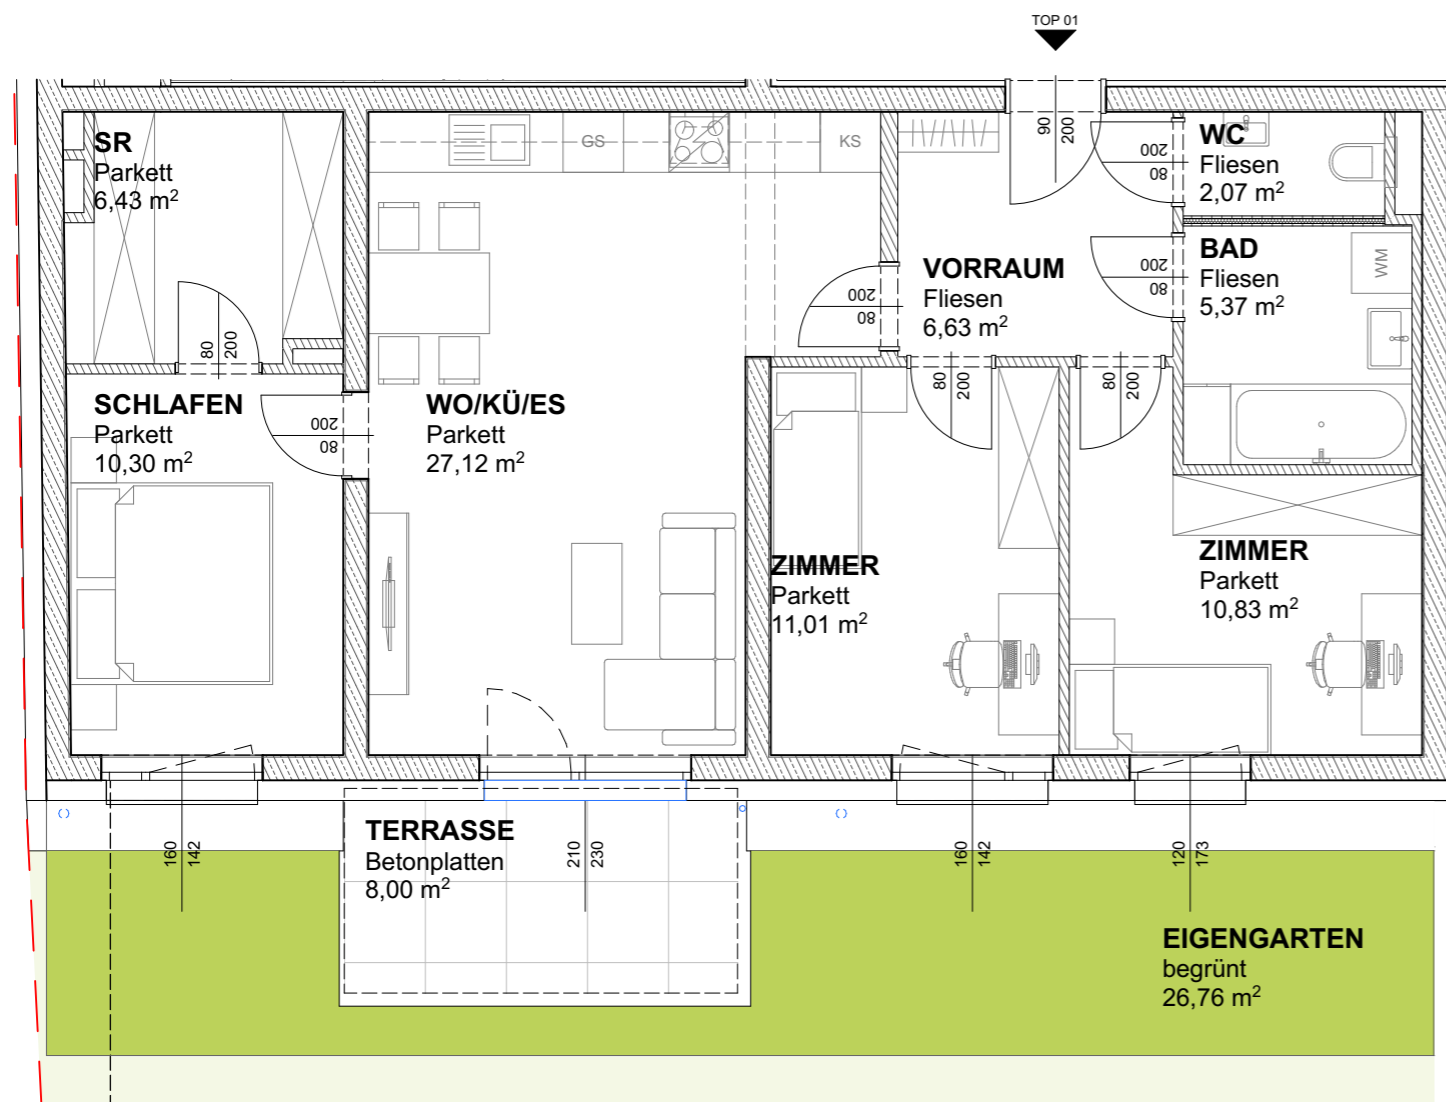 TOP 01
90
200
SR
Parkett
6,43 m²
GS
KS
WC
Fliesen
2,07 m²
200
80
BAD
Fliesen
5,37 m²
WM
200
80
VORRAUM
Fliesen
6,63 m²
200
80
80
200
80
200
80
200
SCHLAFEN
Parkett
10,30 m²
200
80
WO/KÜ/ES
Parkett
27,12 m²
ZIMMER
Parkett
11,01 m²
ZIMMER
Parkett
10,83 m²
TERRASSE
Betonplatten
8,00 m²
160
142
210
230
160
142
120
173
EIGENGARTEN
begrünt
26,76 m²